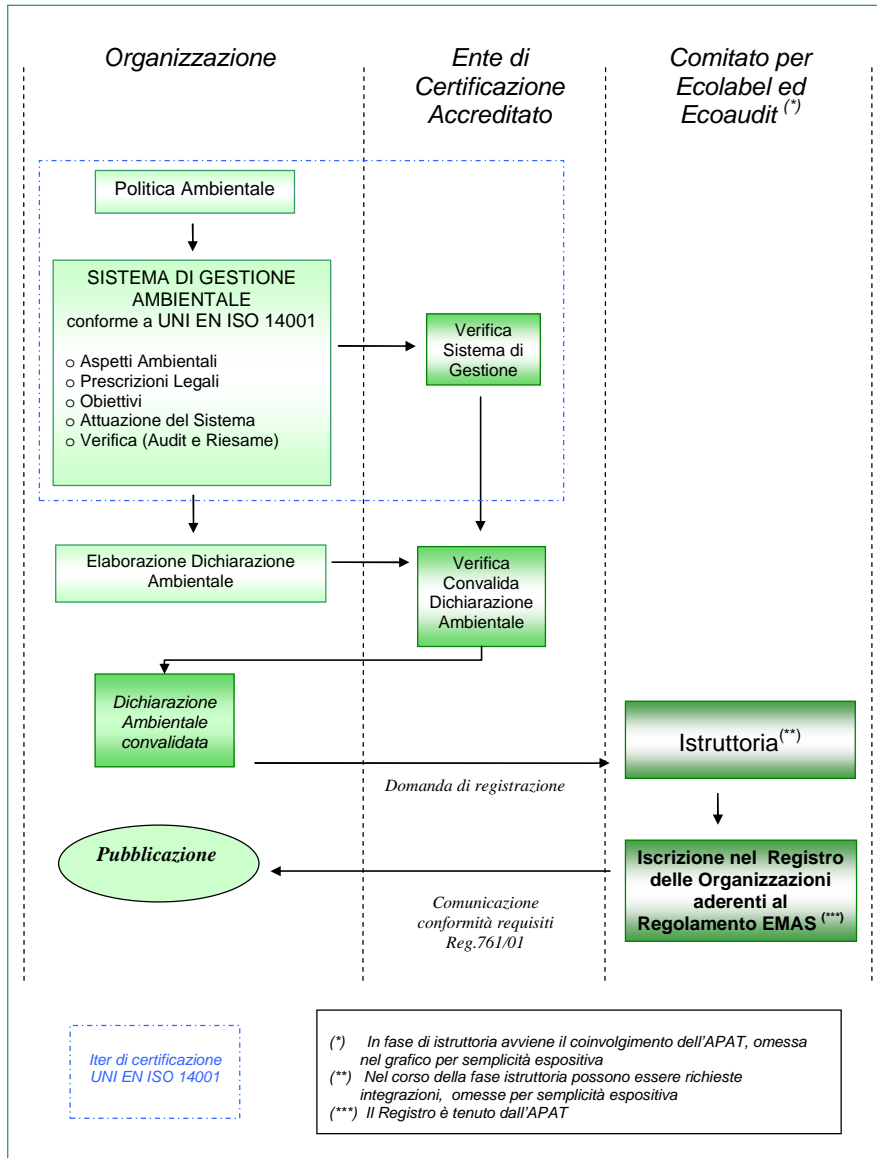 Organizzazione
Ente di
Certificazione
Accreditato
Comitato per
Ecolabel ed
Ecoaudit (*)
Politica Ambientale
SISTEMA DI GESTIONE
AMBIENTALE
conforme a UNI EN ISO 14001
o Aspetti Ambientali
o Prescrizioni Legali
o Obiettivi
o Attuazione del Sistema
o Verifica (Audit e Riesame)
Verifica
Sistema di
Gestione
Elaborazione Dichiarazione
Ambientale
Verifica
Convalida
Dichiarazione
Ambientale
Dichiarazione
Ambientale
convalidata
Istruttoria(**)
Domanda di registrazione
Pubblicazione
Iscrizione nel Registro
delle Organizzazioni
aderenti al
Regolamento EMAS (***)
Comunicazione
conformità requisiti
Reg.761/01
Iter di certificazione
UNI EN ISO 14001
(*) In fase di istruttoria avviene il coinvolgimento dell'APAT, omessa
nel grafico per semplicità espositiva
(**) Nel corso della fase istruttoria possono essere richieste
integrazioni, omesse per semplicità espositiva
(***) Il Registro è tenuto dall'APAT